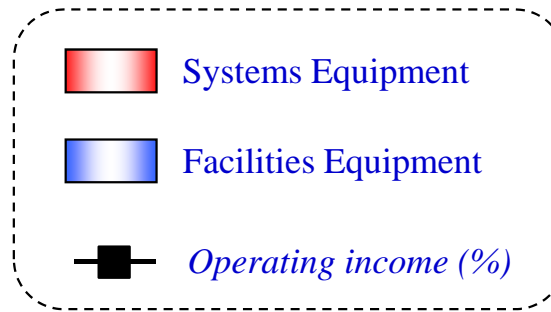 Systems Equipment
Facilities Equipment
Operating income (%)